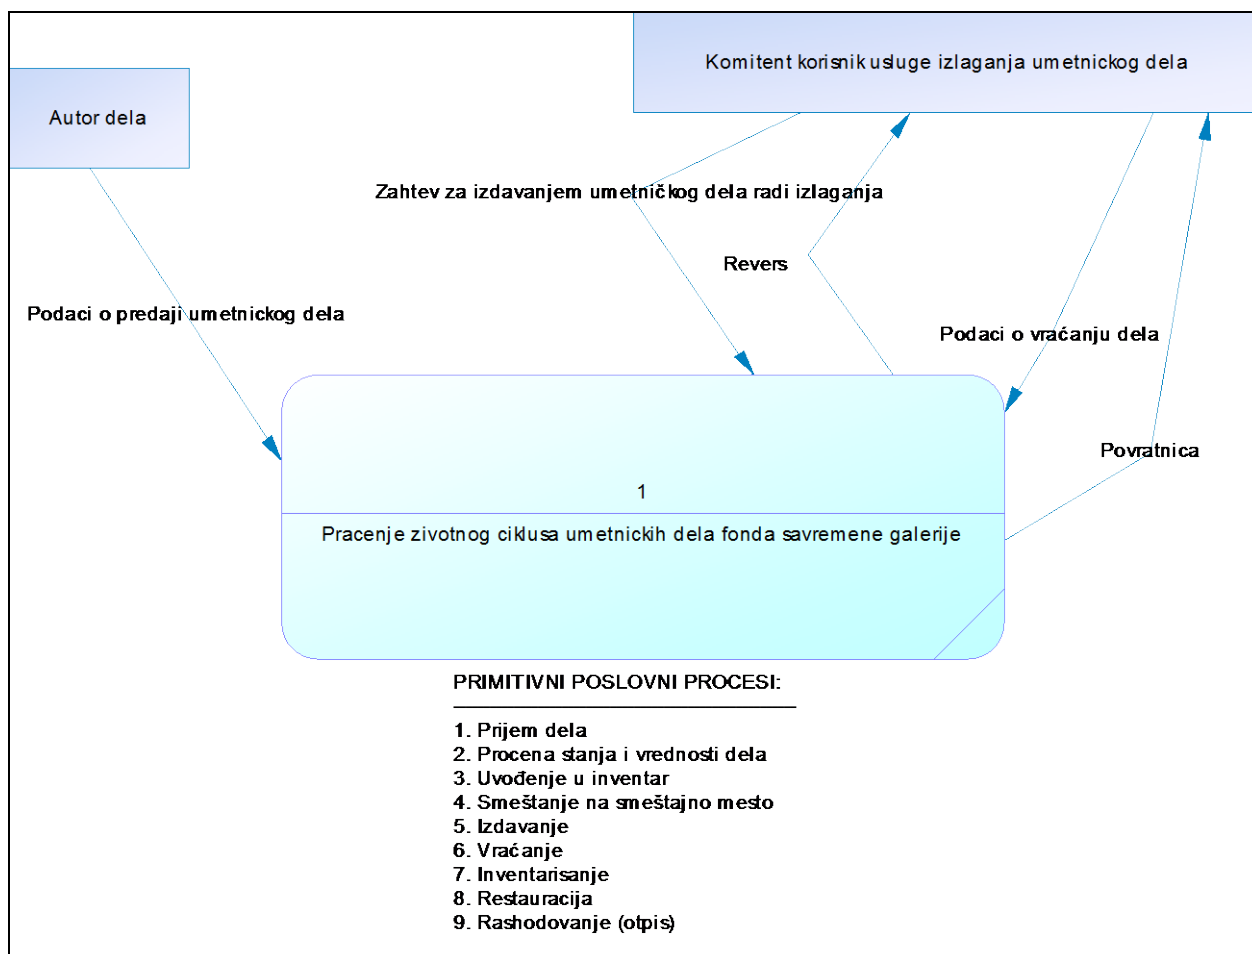 Komitent korisnik usluge izlaganja umetnickog dela
Autor dela
Zahtev za izdavanjem umetničkog dela radi izlaganja
Revers
Podaci o predaji umetnickog dela
Podaci o vraćanju dela
Povratnica
1
Pracenje zivotnog ciklusa umetnickih dela fonda savremene galerije
PRIMITIVNI POSLOVNI PROCESI:
1. Prijem dela
2. Procena stanja i vrednosti dela
3. Uvođenje u inventar
4. Smeštanje na smeštajno mesto
5. Izdavanje
6. Vraćanje
7. Inventarisanje
8. Restauracija
9. Rashodovanje (otpis)